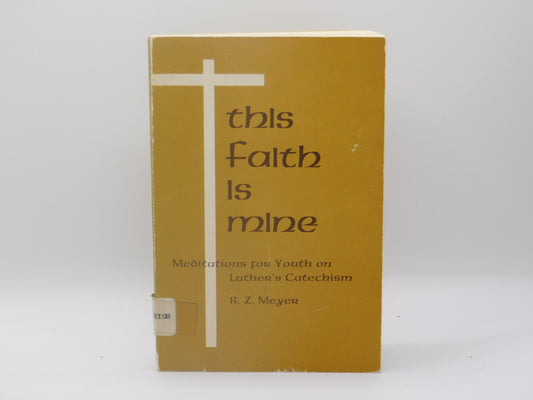 this
faith
is
mine
Meditations for Youth on
Luther's Catechism
R. Z. Meyer